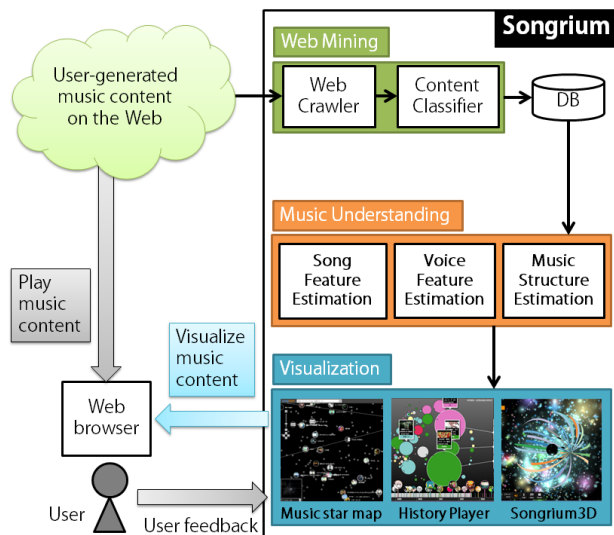 Songrium
Web Mining
User-generated
music content
on the Web
Web
Crawler
Content
Classifier
DB
Music Understanding
Song
Feature
Estimation
Voice
Feature
Estimation
Music
Structure
Estimation
Play
music
content
Visualize
music
content
Visualization
Web
browser
User
User feedback
Music star map
History Player
Songrium3D